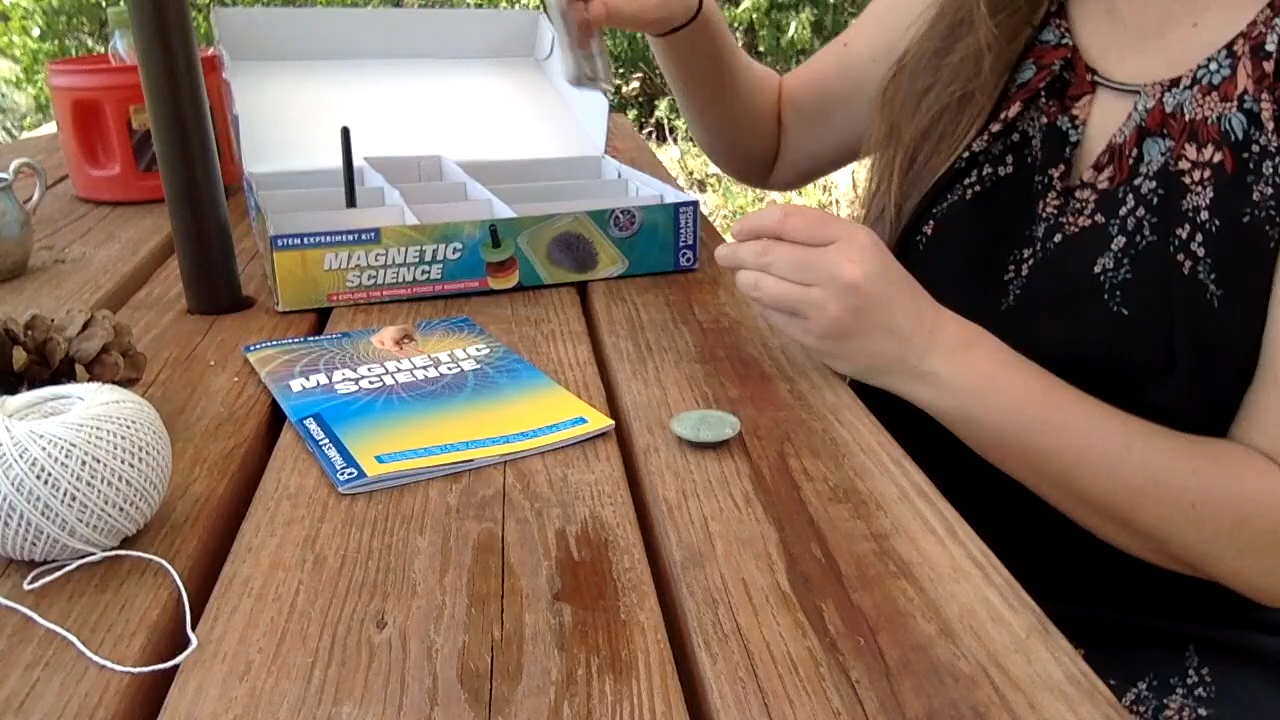 STEM EXPERIMENT KIT
MAGNETIC
SCIENCE
EXPLORE THE INVISIBLE FORCE OF MAGNETISM
THAMES
KOSMOS
EXPERIMENT MANUAL
MAGNETIC
SCIENCE
THAMES & KOSMOS